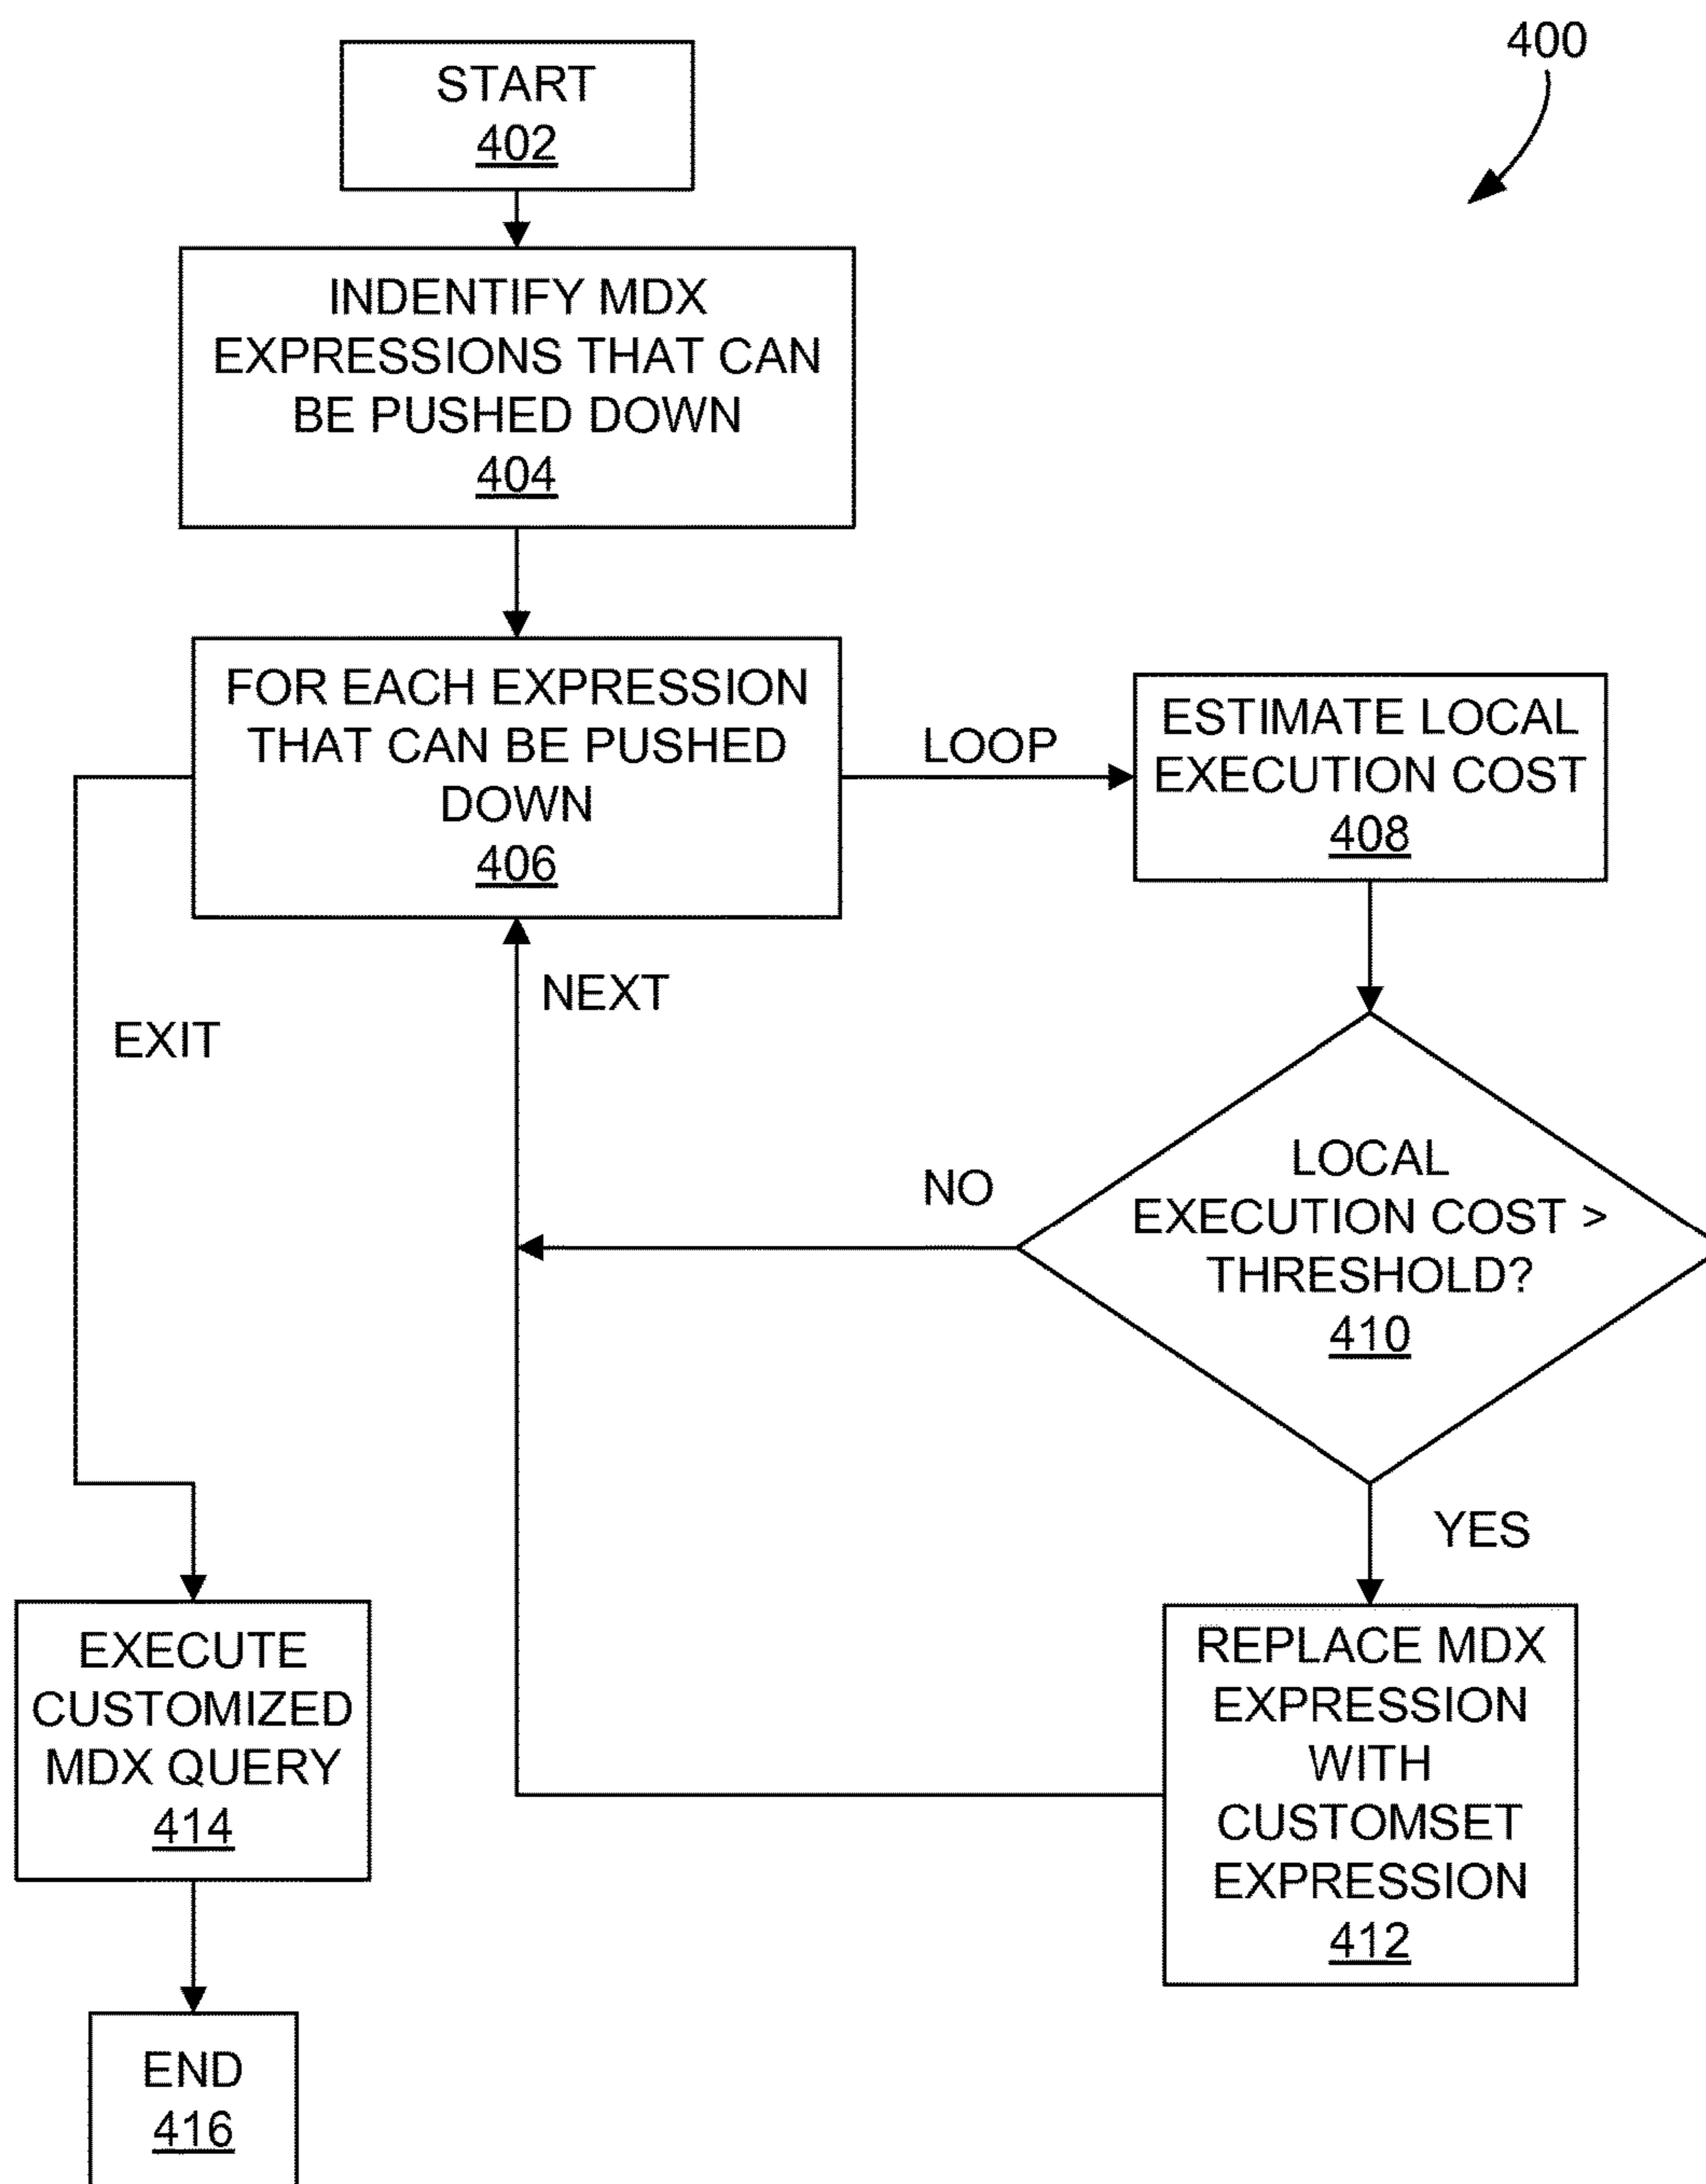 400
START
402
INDENTIFY MDX
EXPRESSIONS THAT CAN
BE PUSHED DOWN
404
FOR EACH EXPRESSION
THAT CAN BE PUSHED
DOWN
406
LOOP
ESTIMATE LOCAL
EXECUTION COST
408
NEXT
EXIT
NO
LOCAL
EXECUTION COST >
THRESHOLD?
410
YES
REPLACE MDX
EXPRESSION
WITH
CUSTOMSET
EXPRESSION
412
EXECUTE
CUSTOMIZED
MDX QUERY
414
END
416